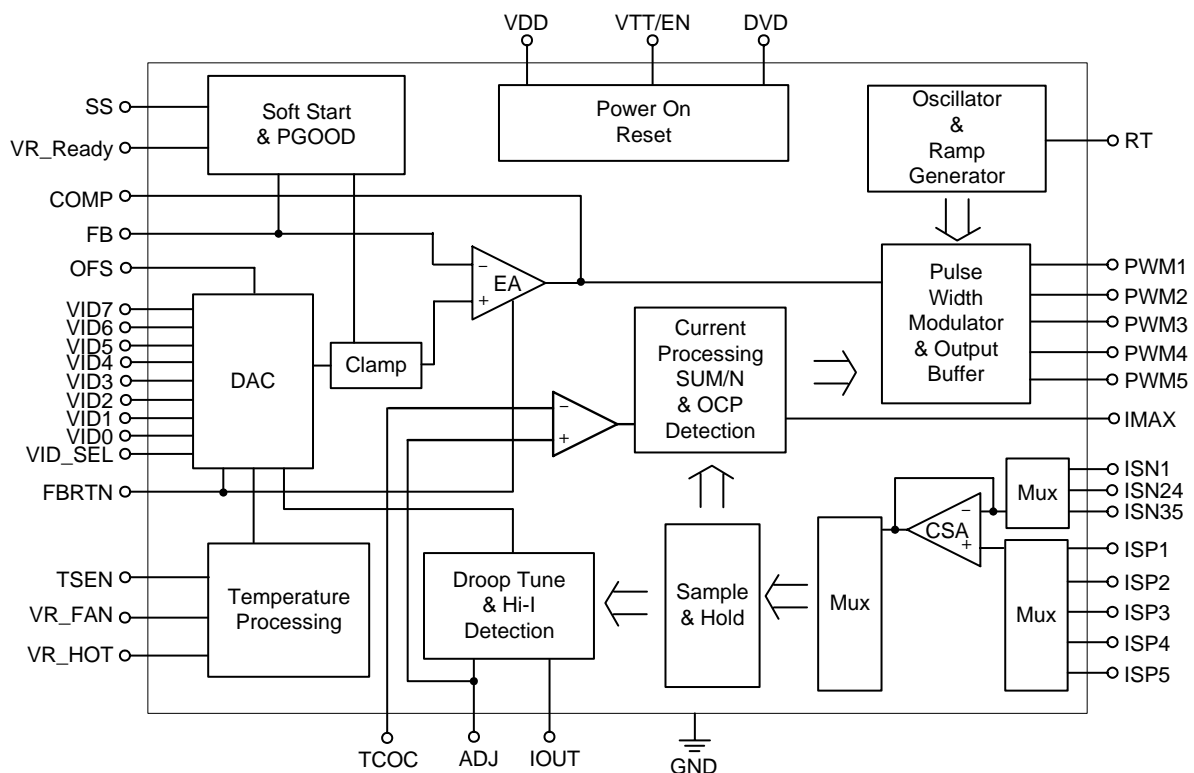 VDD
VTT/EN
DVD
SS
VR_Ready
COMP
FB
OFS
VID7
VID6
VID5
VID4
VID3
VID2
VID1
VID0
VID_SEL
FBRTN
TSEN
VR_FAN
VR_HOT
Soft Start
& PGOOD
Power On
Reset
Oscillator
&
Ramp
Generator
RT
−
EA
+
DAC
Clamp
Current
Processing
SUM/N
& OCP
Detection
Pulse
Width
Modulator
& Output
Buffer
PWM1
PWM2
PWM3
PWM4
PWM5
IMAX
−
+
Mux
ISN1
ISN24
ISN35
−
CSA
+
Mux
ISP1
ISP2
ISP3
ISP4
ISP5
Temperature
Processing
Droop Tune
& Hi-I
Detection
Sample
& Hold
Mux
TCOC
ADJ
IOUT
GND